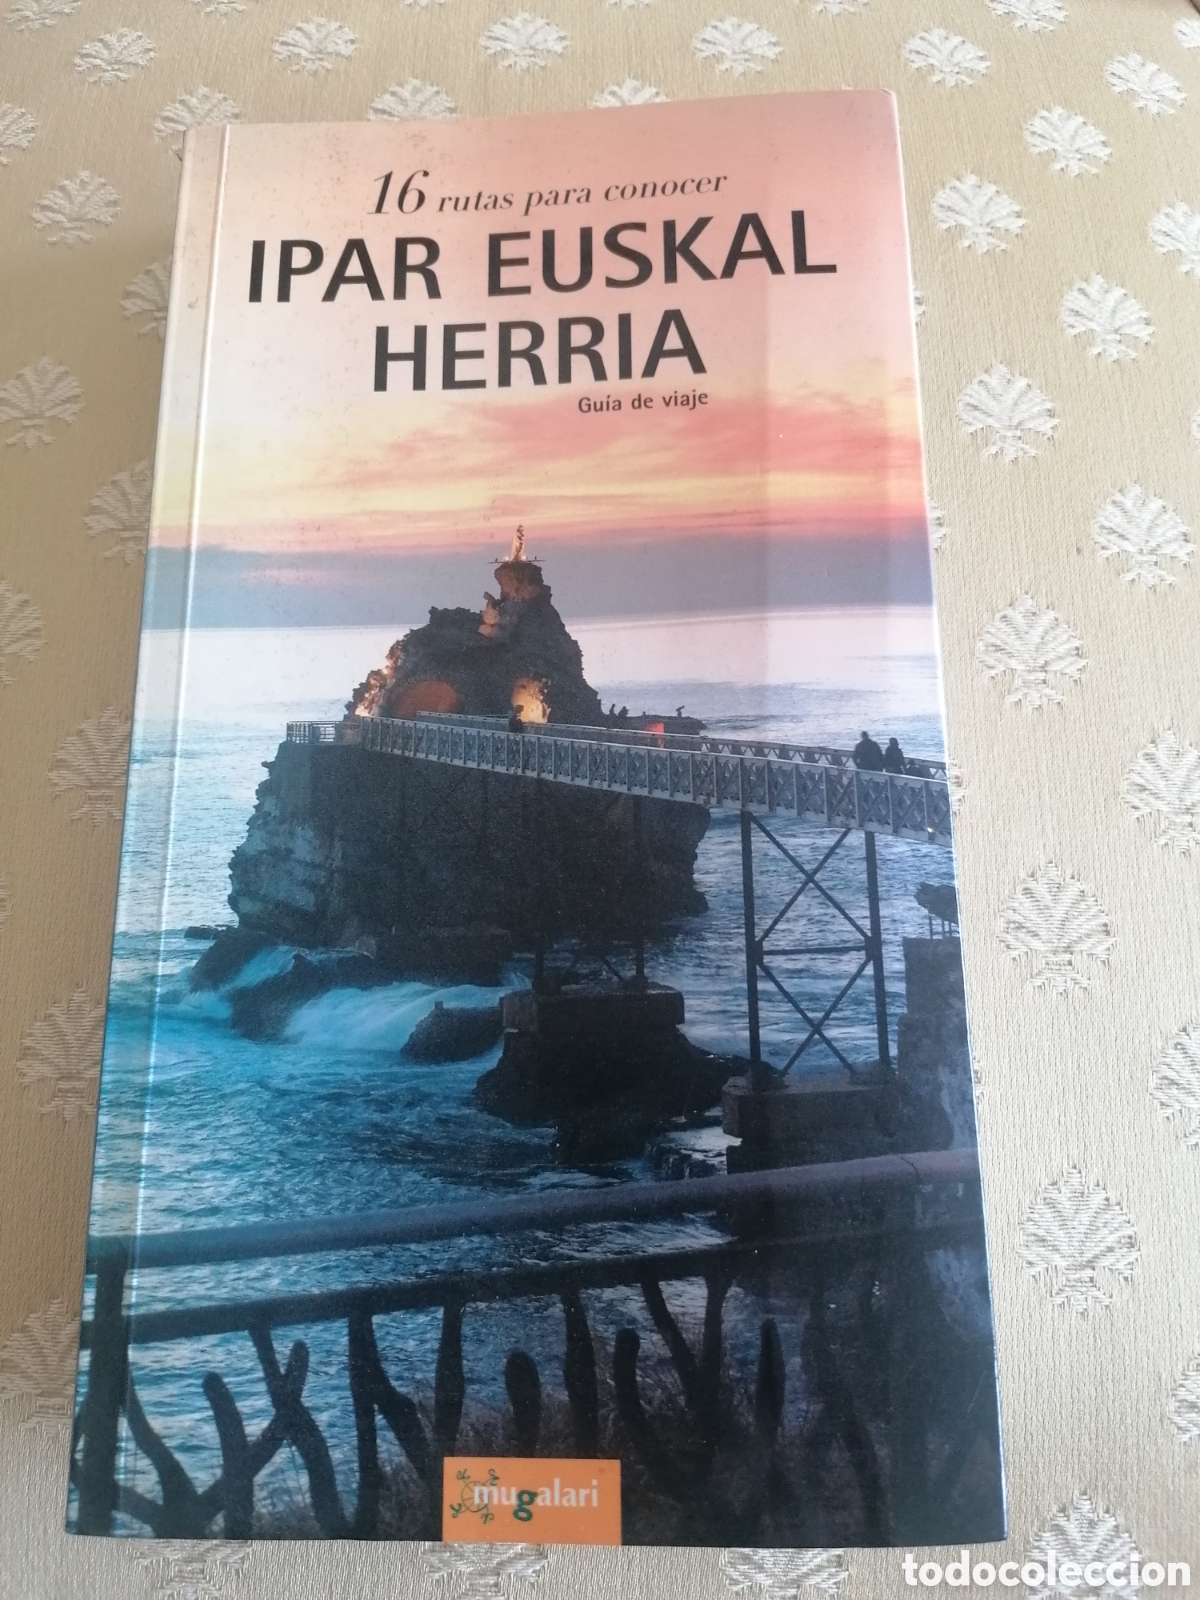 16 rutas para conocer
IPAR EUSKAL
HERRIA
Guía de viaje
mugalari
todocoleccion